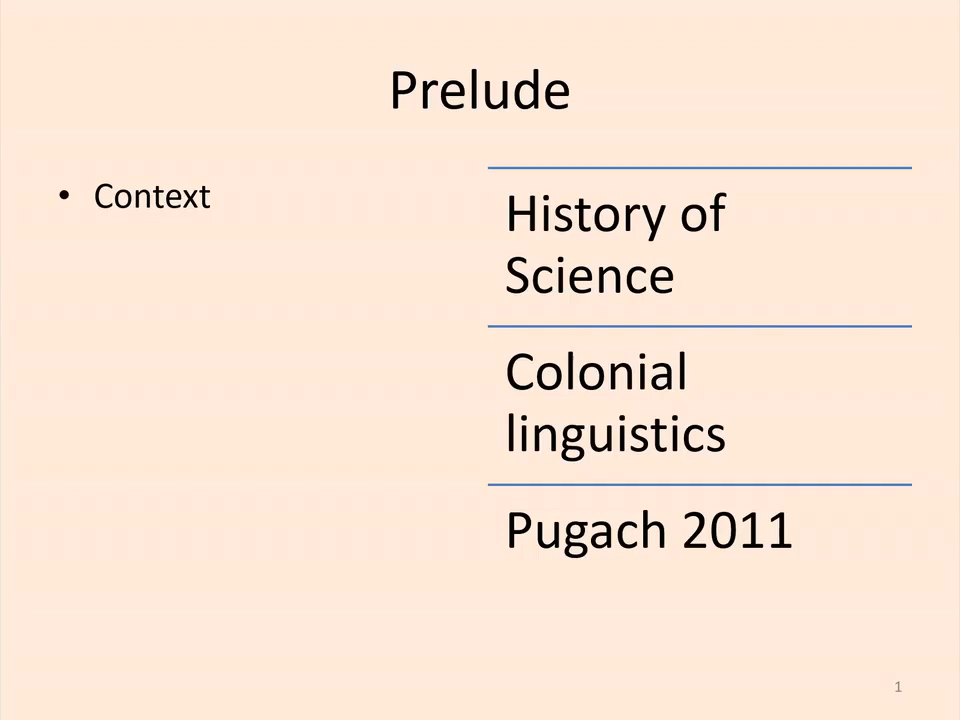 Prelude
• Context
History of
Science
Colonial
linguistics
Pugach 2011
1